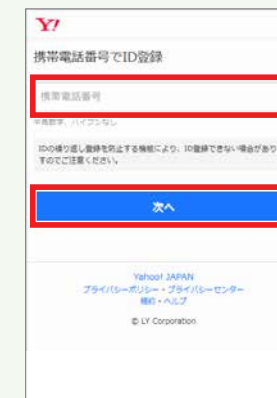 Y!
携帯電話番号でID登録
携帯電話番号
※馬数字、ハイフンなし
IDの繰り返し登録を防止する機能により、ID登録できない場合があり
すのでご注意ください。
次へ
Yahoo! JAPAN
プライバシーポリシー - プライバシーセンター
規約 - ヘルプ
© LY Corporation